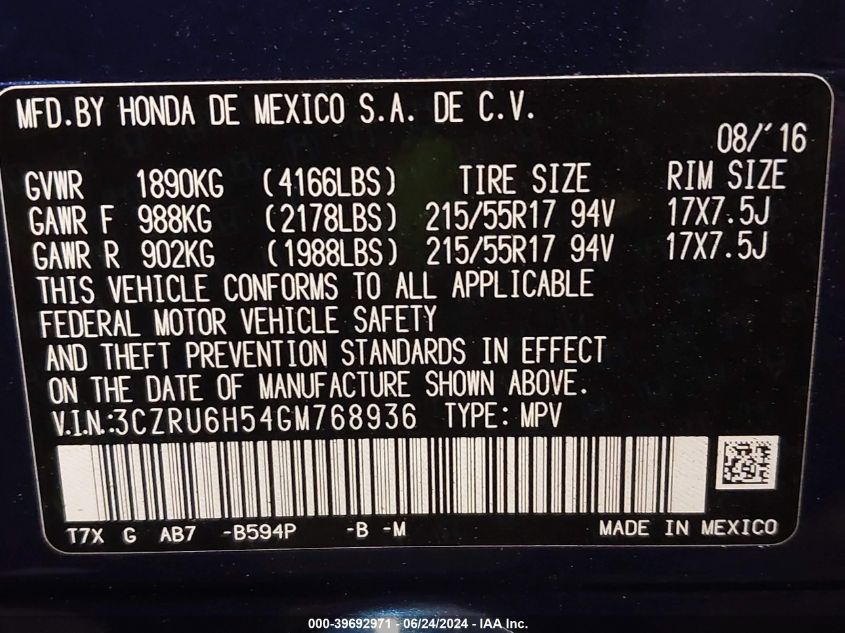 MFD.BY HONDA DE MEXICO S.A. DE C.V.
08/'16
GVWR 1890KG (4166LBS) TIRE SIZE RIM SIZE
GAWR F 988KG (2178LBS) 215/55R17 94V 17X7.5J
GAWR R 902KG (1988LBS) 215/55R17 94V 17X7.5J
THIS VEHICLE CONFORMS TO ALL APPLICABLE
FEDERAL MOTOR VEHICLE SAFETY
AND THEFT PREVENTION STANDARDS IN EFFECT
ON THE DATE OF MANUFACTURE SHOWN ABOVE.
V.I.N.:3CZRU6H54GM768936 TYPE: MPV
T7X G AB7 -B594P -B -M MADE IN MEXICO
000-39692971 - 06/24/2024 - IAA Inc.